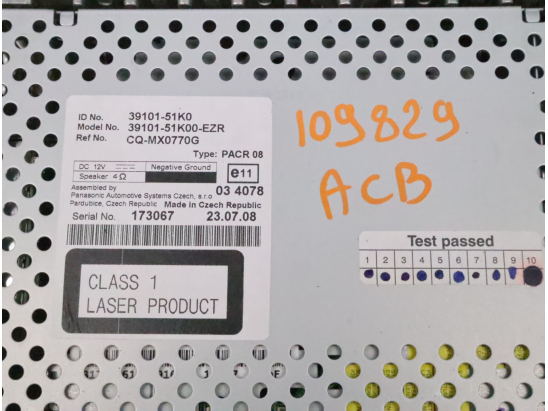 ID No. 39101-51K0
Model No. 39101-51K00-EZR
Ref No. CQ-MX0770G
Type: PACR 08
DC 12V Negative Ground
Speaker 4 Ω
e11
03 4078
Assembled by
Panasonic Automotive Systems Czech, s.r.o
Pardubice, Czech Republic Made in Czech Republic
Serial No. 173067 23.07.08
CLASS 1
LASER PRODUCT
109829
ACB
Test passed
1 2 3 4 5 6 7 8 9 10